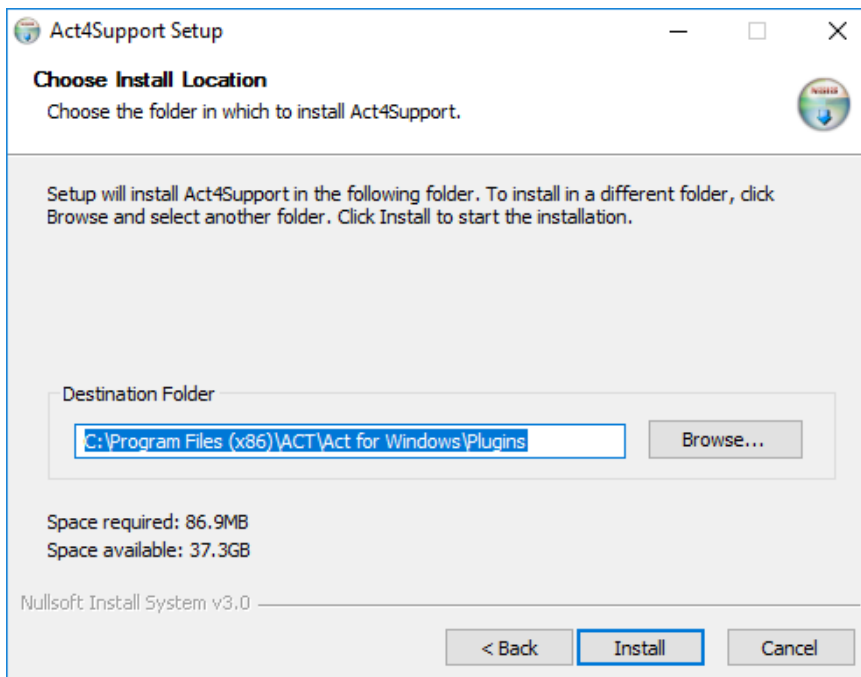 Act4Support Setup
Choose Install Location
Choose the folder in which to install Act4Support.
Setup will install Act4Support in the following folder. To install in a different folder, click
Browse and select another folder. Click Install to start the installation.
Destination Folder
C:\Program Files (x86)\ACT\Act for Windows\Plugins
Browse...
Space required: 86.9MB
Space available: 37.3GB
Nullsoft Install System v3.0
< Back
Install
Cancel